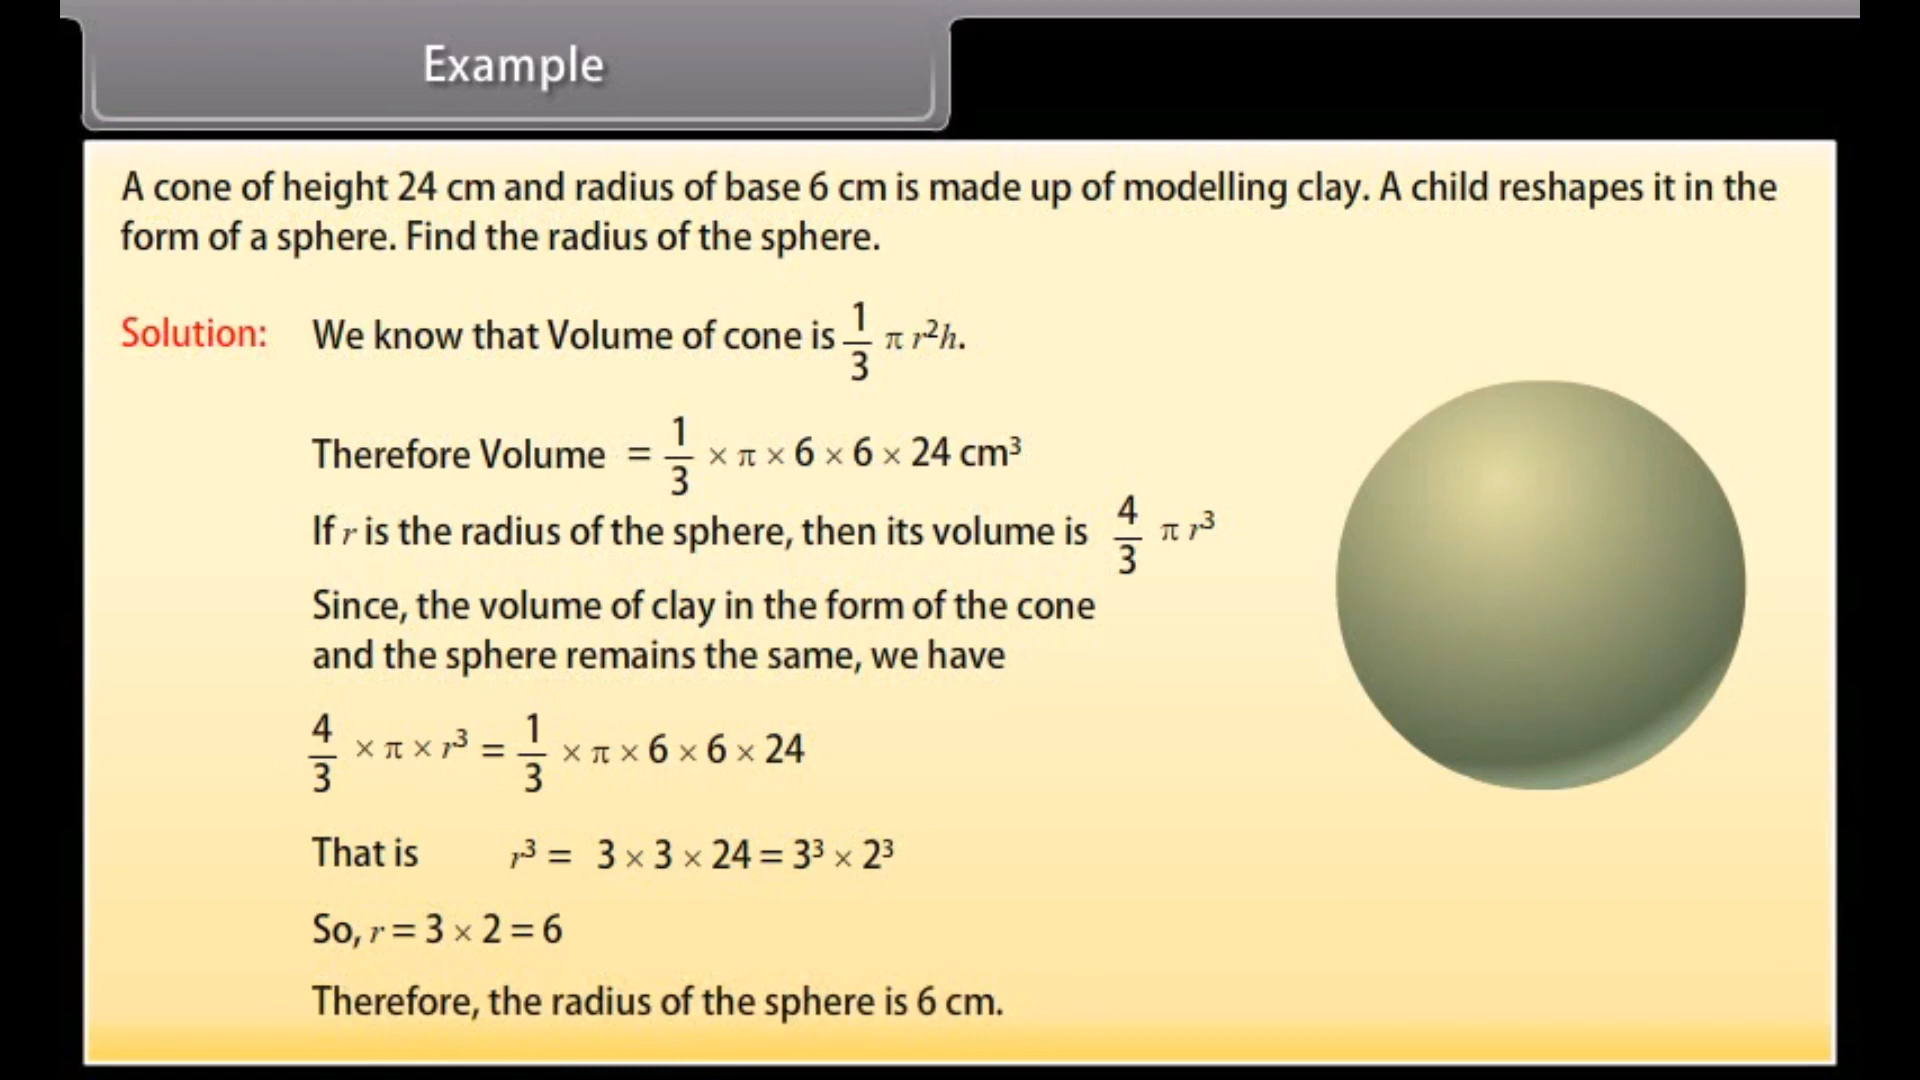 Example
A cone of height 24 cm and radius of base 6 cm is made up of modelling clay. A child reshapes it in the
form of a sphere. Find the radius of the sphere.
Solution: We know that Volume of cone is 1/3 π r²h.
Therefore Volume = 1/3 × π × 6 × 6 × 24 cm³
If r is the radius of the sphere, then its volume is 4/3 π r³
Since, the volume of clay in the form of the cone
and the sphere remains the same, we have
4/3 × π × r³ = 1/3 × π × 6 × 6 × 24
That is r³ = 3 × 3 × 24 = 3³ × 2³
So, r = 3 × 2 = 6
Therefore, the radius of the sphere is 6 cm.